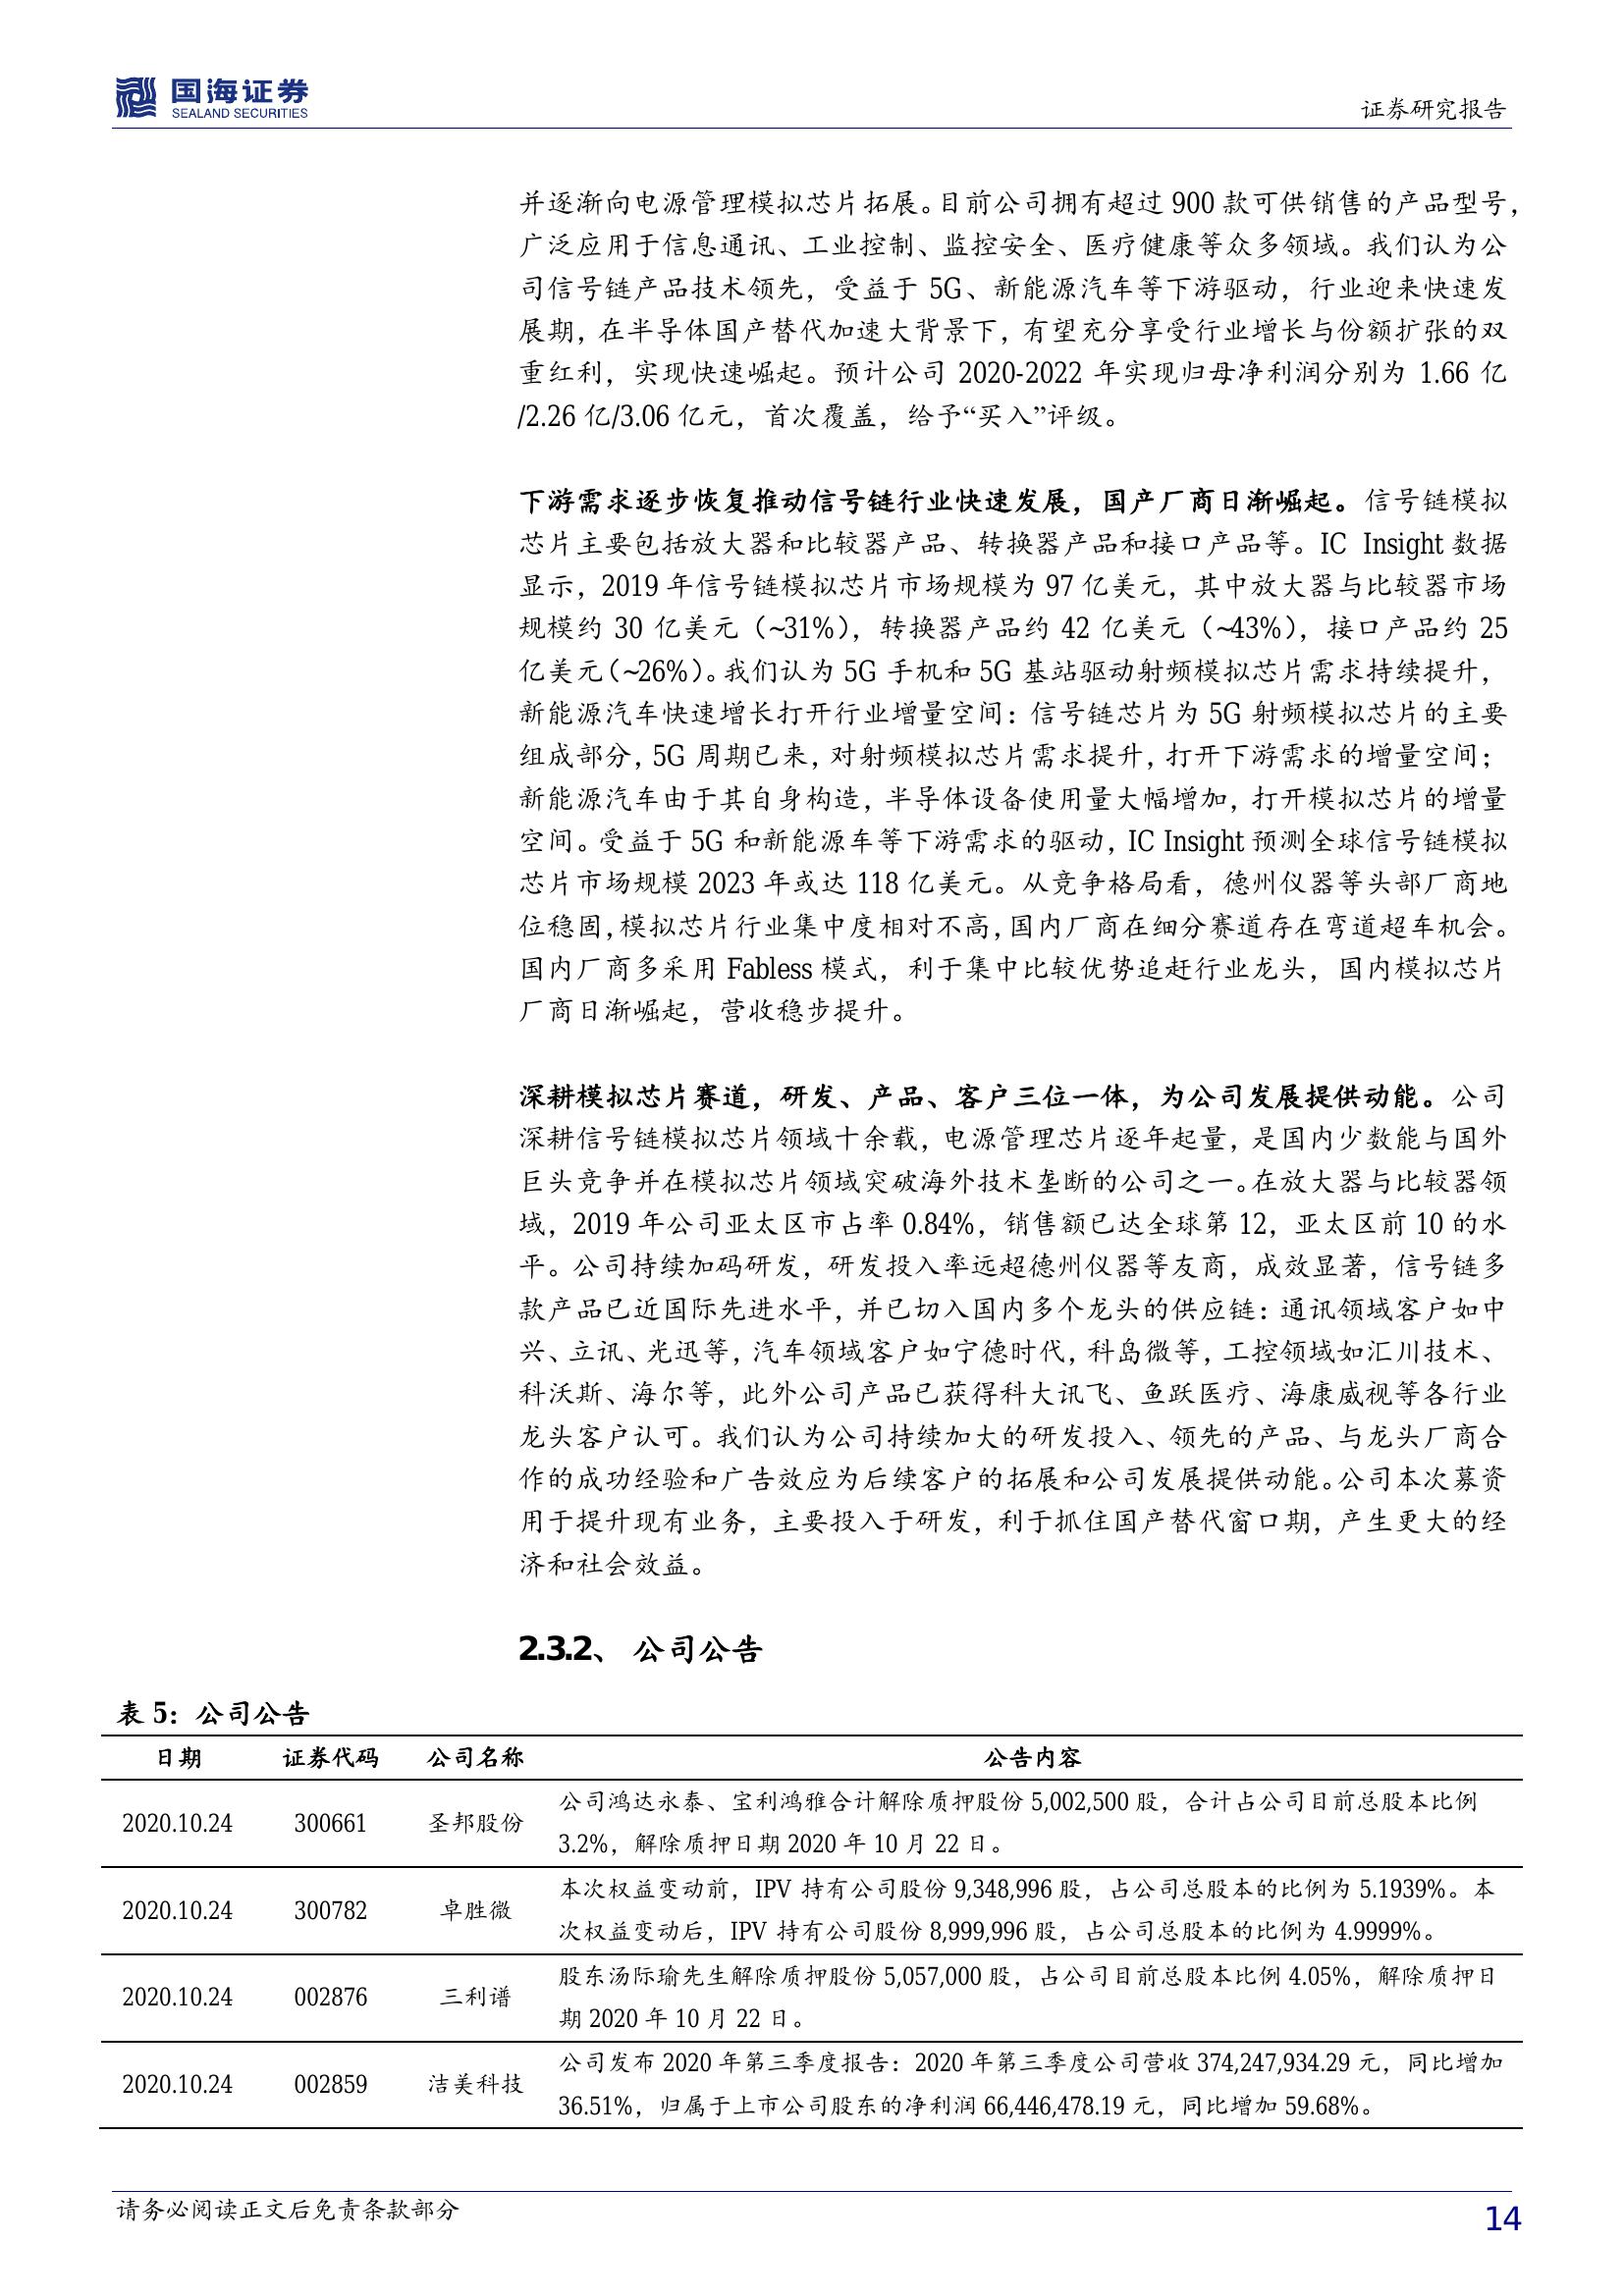 国海证券
SEALAND SECURITIES
证券研究报告
并逐渐向电源管理模拟芯片拓展。目前公司拥有超过 900 款可供销售的产品型号，
广泛应用于信息通讯、工业控制、监控安全、医疗健康等众多领域。我们认为公
司信号链产品技术领先，受益于 5G、新能源汽车等下游驱动，行业迎来快速发
展期，在半导体国产替代加速大背景下，有望充分享受行业增长与份额扩张的双
重红利，实现快速崛起。预计公司 2020-2022 年实现归母净利润分别为 1.66 亿
/2.26 亿/3.06 亿元，首次覆盖，给予“买入”评级。
下游需求逐步恢复推动信号链行业快速发展，国产厂商日渐崛起。信号链模拟
芯片主要包括放大器和比较器产品、转换器产品和接口产品等。IC Insight 数据
显示，2019 年信号链模拟芯片市场规模为 97 亿美元，其中放大器与比较器市场
规模约 30 亿美元（~31%），转换器产品约 42 亿美元（~43%），接口产品约 25
亿美元（~26%）。我们认为 5G 手机和 5G 基站驱动射频模拟芯片需求持续提升，
新能源汽车快速增长打开行业增量空间：信号链芯片为 5G 射频模拟芯片的主要
组成部分，5G 周期已来，对射频模拟芯片需求提升，打开下游需求的增量空间；
新能源汽车由于其自身构造，半导体设备使用量大幅增加，打开模拟芯片的增量
空间。受益于 5G 和新能源车等下游需求的驱动，IC Insight 预测全球信号链模拟
芯片市场规模 2023 年或达 118 亿美元。从竞争格局看，德州仪器等头部厂商地
位稳固，模拟芯片行业集中度相对不高，国内厂商在细分赛道存在弯道超车机会。
国内厂商多采用 Fabless 模式，利于集中比较优势追赶行业龙头，国内模拟芯片
厂商日渐崛起，营收稳步提升。
深耕模拟芯片赛道，研发、产品、客户三位一体，为公司发展提供动能。公司
深耕信号链模拟芯片领域十余载，电源管理芯片逐年起量，是国内少数能与国外
巨头竞争并在模拟芯片领域突破海外技术垄断的公司之一。在放大器与比较器领
域，2019 年公司亚太区市占率 0.84%，销售额已达全球第 12，亚太区前 10 的水
平。公司持续加码研发，研发投入率远超德州仪器等友商，成效显著，信号链多
款产品已近国际先进水平，并已切入国内多个龙头的供应链：通讯领域客户如中
兴、立讯、光迅等，汽车领域客户如宁德时代，科岛微等，工控领域如汇川技术、
科沃斯、海尔等，此外公司产品已获得科大讯飞、鱼跃医疗、海康威视等各行业
龙头客户认可。我们认为公司持续加大的研发投入、领先的产品、与龙头厂商合
作的成功经验和广告效应为后续客户的拓展和公司发展提供动能。公司本次募资
用于提升现有业务，主要投入于研发，利于抓住国产替代窗口期，产生更大的经
济和社会效益。
2.3.2、 公司公告
表 5：公司公告
日期 证券代码 公司名称 公告内容
2020.10.24 300661 圣邦股份 公司鸿达永泰、宝利鸿雅合计解除质押股份 5,002,500 股，合计占公司目前总股本比例
3.2%，解除质押日期 2020 年 10 月 22 日。
2020.10.24 300782 卓胜微 本次权益变动前，IPV 持有公司股份 9,348,996 股，占公司总股本的比例为 5.1939%。本
次权益变动后，IPV 持有公司股份 8,999,996 股，占公司总股本的比例为 4.9999%。
2020.10.24 002876 三利谱 股东汤际瑜先生解除质押股份 5,057,000 股，占公司目前总股本比例 4.05%，解除质押日
期 2020 年 10 月 22 日。
2020.10.24 002859 洁美科技 公司发布 2020 年第三季度报告：2020 年第三季度公司营收 374,247,934.29 元，同比增加
36.51%，归属于上市公司股东的净利润 66,446,478.19 元，同比增加 59.68%。
请务必阅读正文后免责条款部分
14